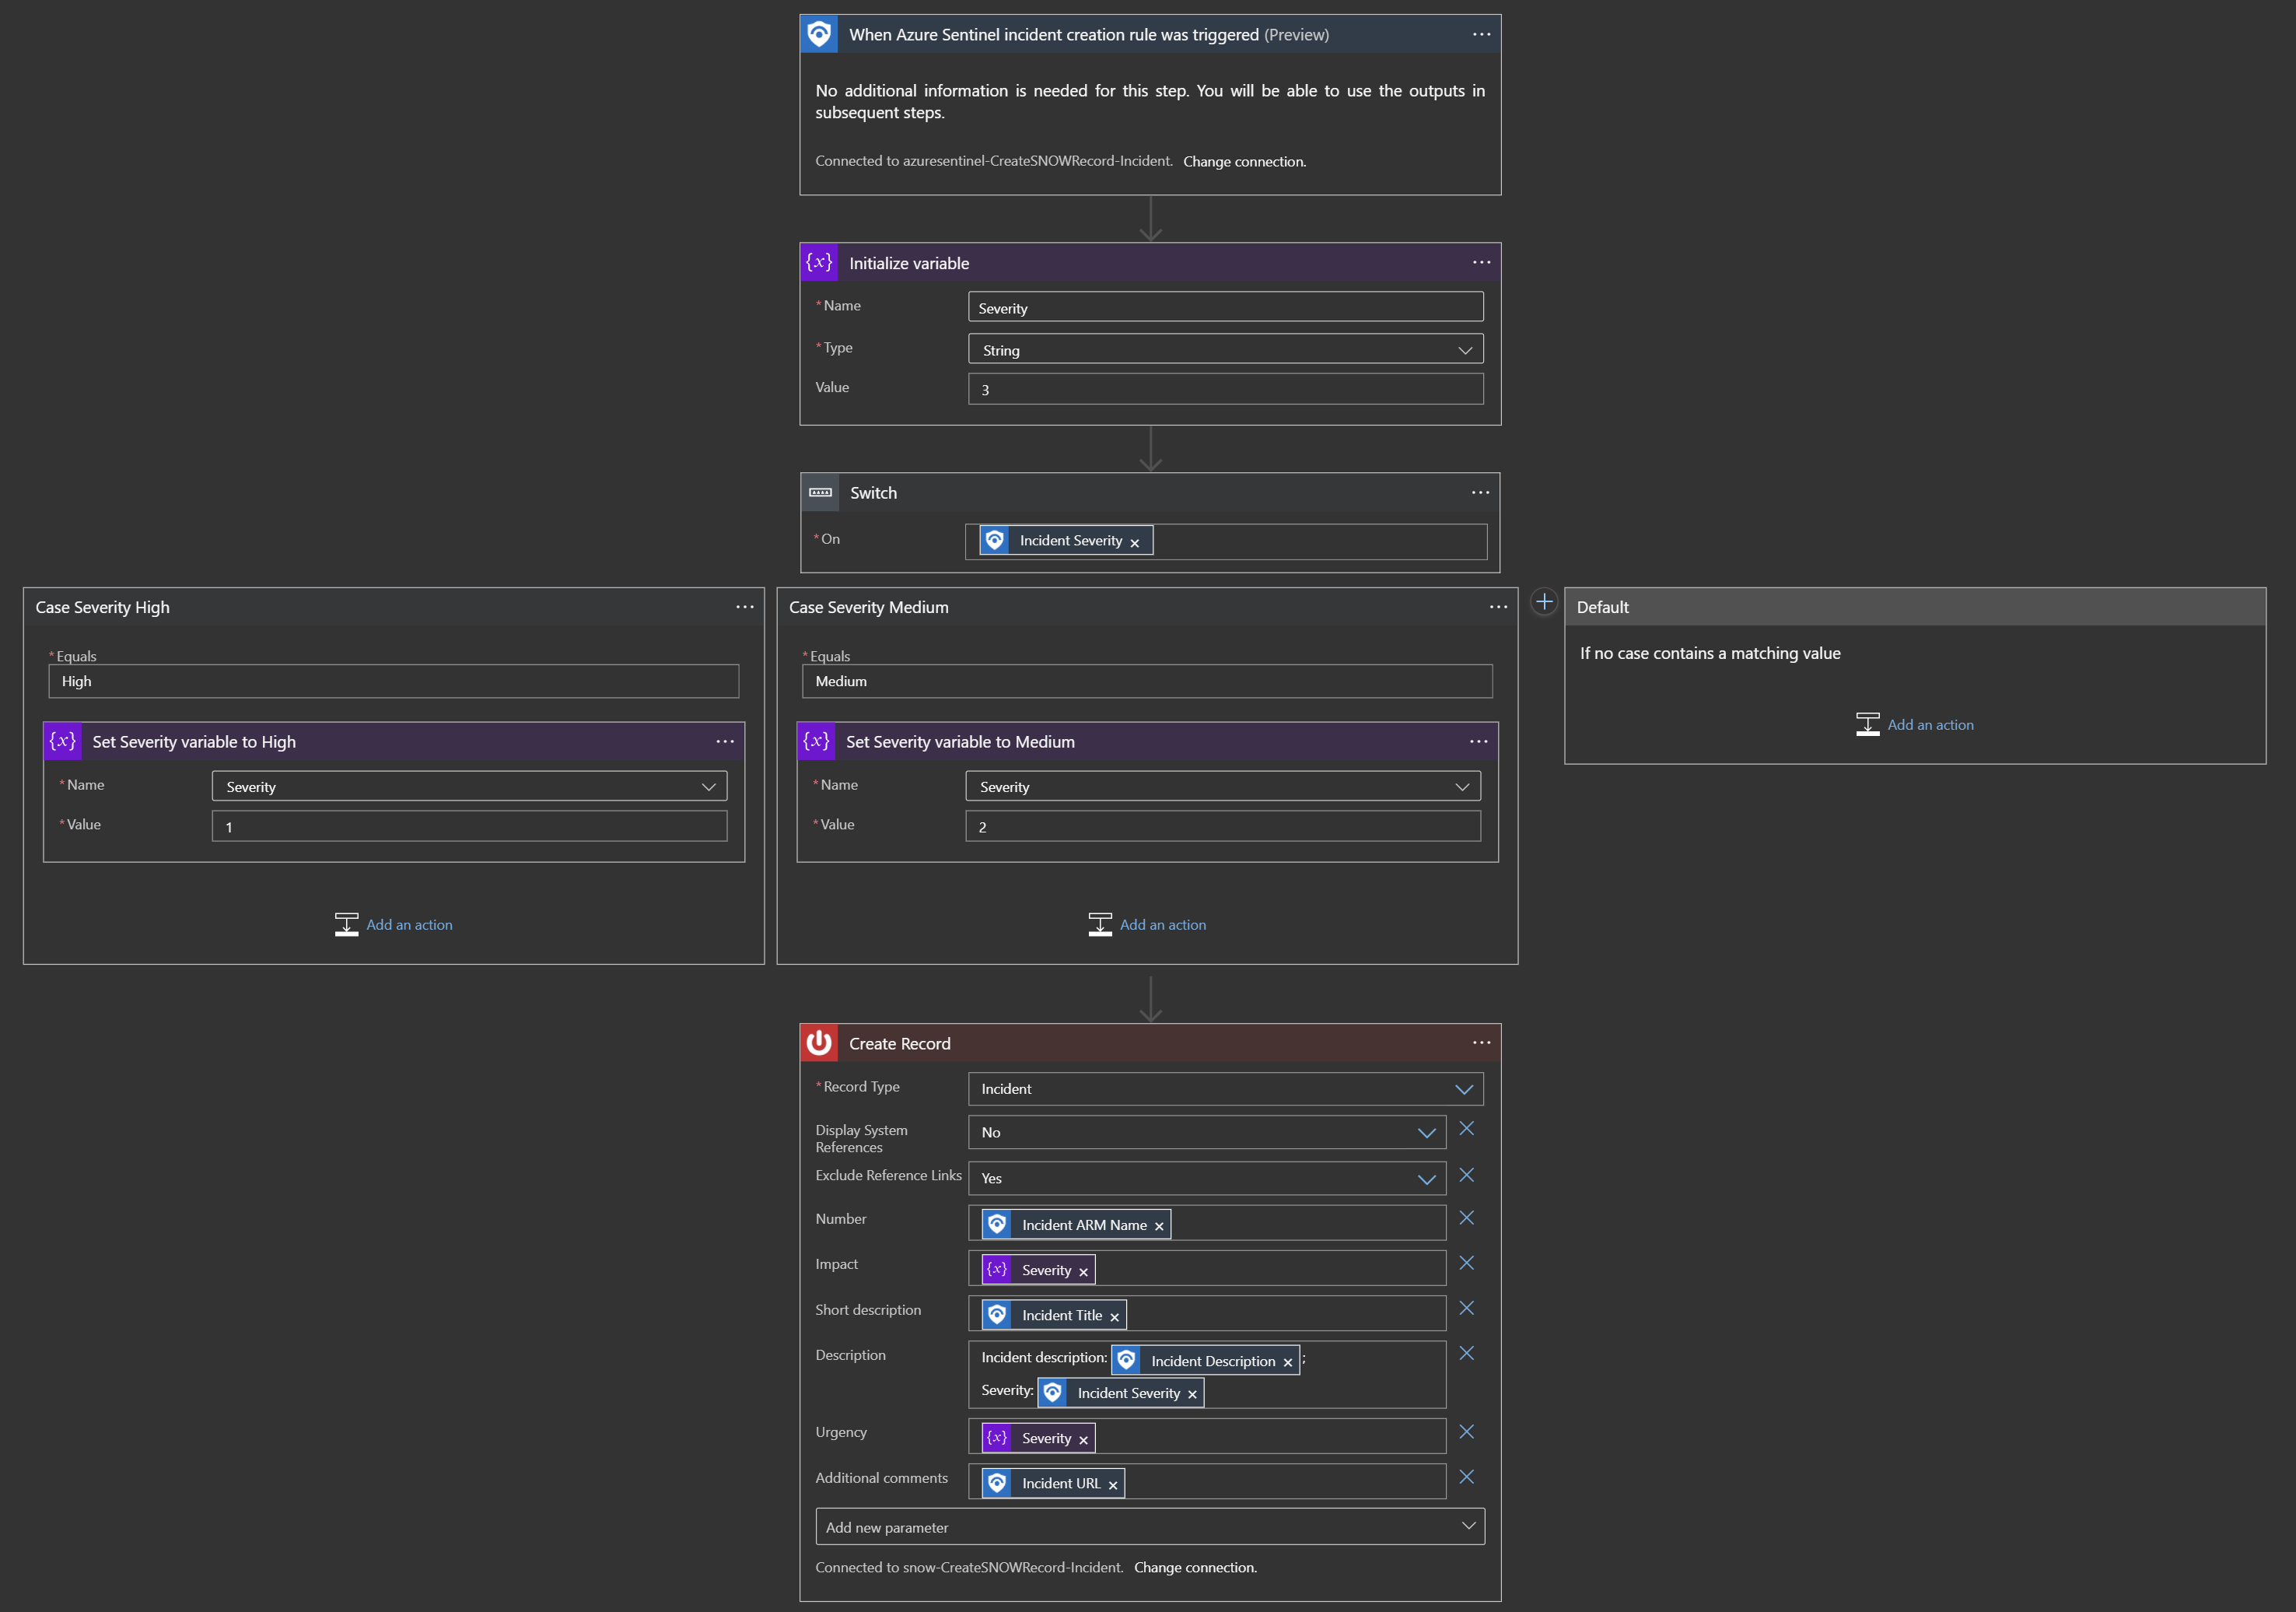 When Azure Sentinel incident creation rule was triggered (Preview)
No additional information is needed for this step. You will be able to use the outputs in
subsequent steps.
Connected to azuresentinel-CreateSNOWRecord-Incident. Change connection.
{x} Initialize variable
* Name Severity
* Type String
Value 3
Switch
* On Incident Severity ×
Case Severity High
* Equals
High
{x} Set Severity variable to High
* Name Severity
* Value 1
Add an action
Case Severity Medium
* Equals
Medium
{x} Set Severity variable to Medium
* Name Severity
* Value 2
Add an action
Default
If no case contains a matching value
Add an action
Create Record
* Record Type Incident
Display System
References No
Exclude Reference Links Yes
Number Incident ARM Name ×
Impact {x} Severity ×
Short description Incident Title ×
Description Incident description: Incident Description × ;
Severity: Incident Severity ×
Urgency {x} Severity ×
Additional comments Incident URL ×
Add new parameter
Connected to snow-CreateSNOWRecord-Incident. Change connection.